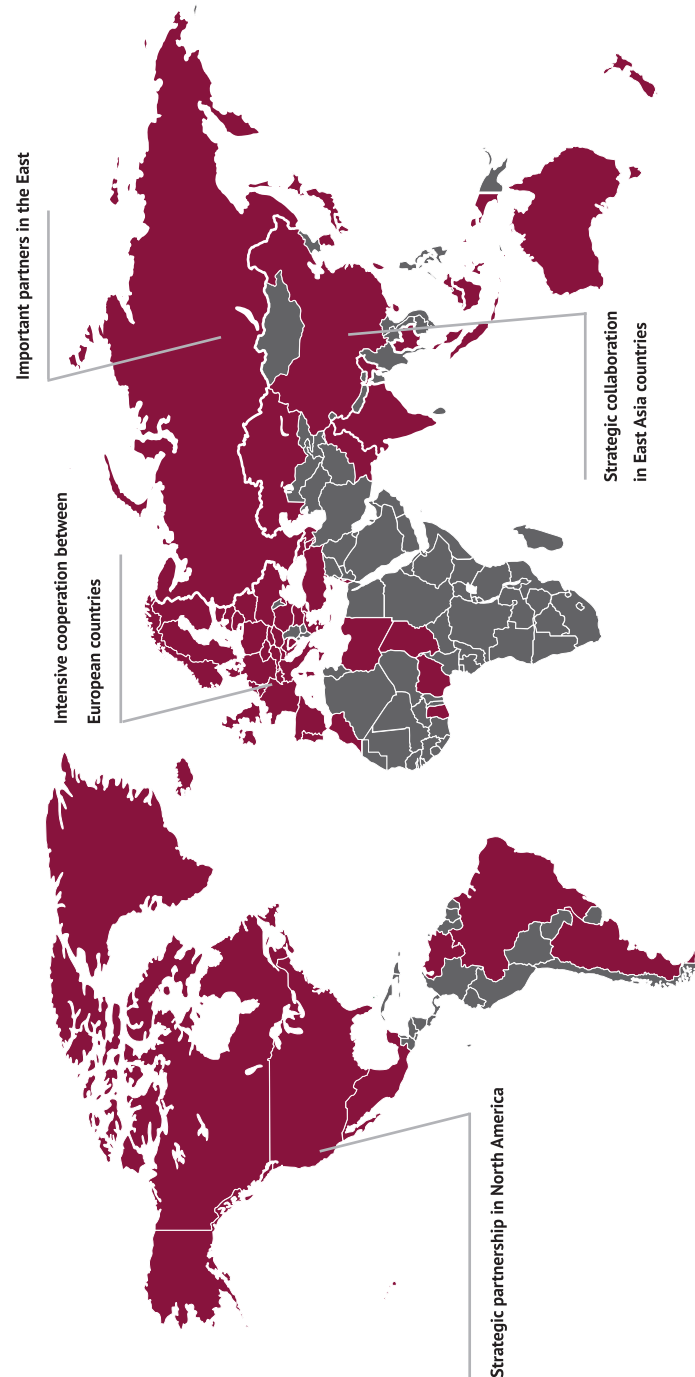 Strategic partnership in North America
Intensive cooperation between
European countries
Important partners in the East
Strategic collaboration
in East Asia countries